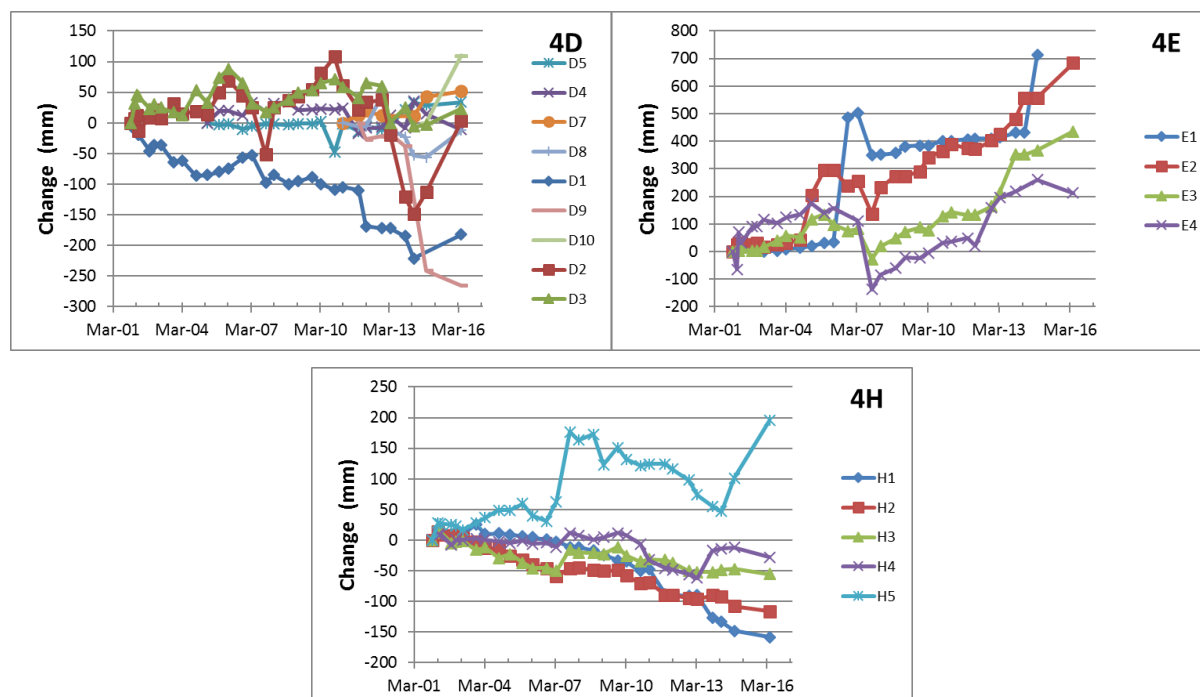 4D
Change (mm)
150
100
50
0
-50
-100
-150
-200
-250
-300
Mar-01 Mar-04 Mar-07 Mar-10 Mar-13 Mar-16
D5
D4
D7
D8
D1
D9
D10
D2
D3
4E
Change (mm)
800
700
600
500
400
300
200
100
0
-100
-200
Mar-01 Mar-04 Mar-07 Mar-10 Mar-13 Mar-16
E1
E2
E3
E4
4H
Change (mm)
250
200
150
100
50
0
-50
-100
-150
-200
Mar-01 Mar-04 Mar-07 Mar-10 Mar-13 Mar-16
H1
H2
H3
H4
H5